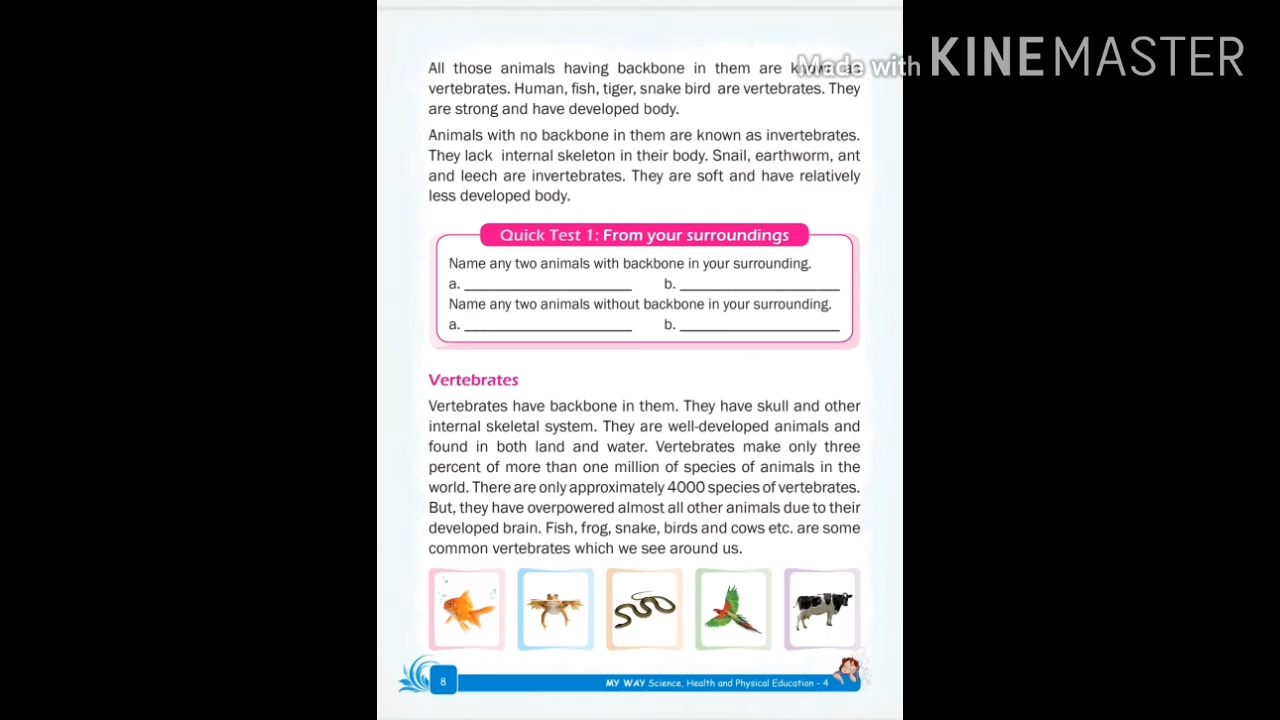 Made with KINEMASTER
All those animals having backbone in them are known as
vertebrates. Human, fish, tiger, snake bird are vertebrates. They
are strong and have developed body.
Animals with no backbone in them are known as invertebrates.
They lack internal skeleton in their body. Snail, earthworm, ant
and leech are invertebrates. They are soft and have relatively
less developed body.
Quick Test 1: From your surroundings
Name any two animals with backbone in your surrounding.
a. ____________________ b. ____________________
Name any two animals without backbone in your surrounding.
a. ____________________ b. ____________________
Vertebrates
Vertebrates have backbone in them. They have skull and other
internal skeletal system. They are well-developed animals and
found in both land and water. Vertebrates make only three
percent of more than one million of species of animals in the
world. There are only approximately 4000 species of vertebrates.
But, they have overpowered almost all other animals due to their
developed brain. Fish, frog, snake, birds and cows etc. are some
common vertebrates which we see around us.
8 MY WAY Science, Health and Physical Education - 4